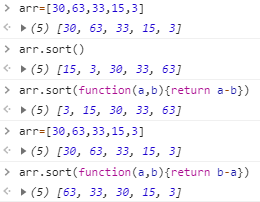 > arr=[30,63,33,15,3]
<· ▶ (5) [30, 63, 33, 15, 3]
> arr.sort()
<· ▶ (5) [15, 3, 30, 33, 63]
> arr.sort(function(a,b){return a-b})
<· ▶ (5) [3, 15, 30, 33, 63]
> arr=[30,63,33,15,3]
<· ▶ (5) [30, 63, 33, 15, 3]
> arr.sort(function(a,b){return b-a})
<· ▶ (5) [63, 33, 30, 15, 3]